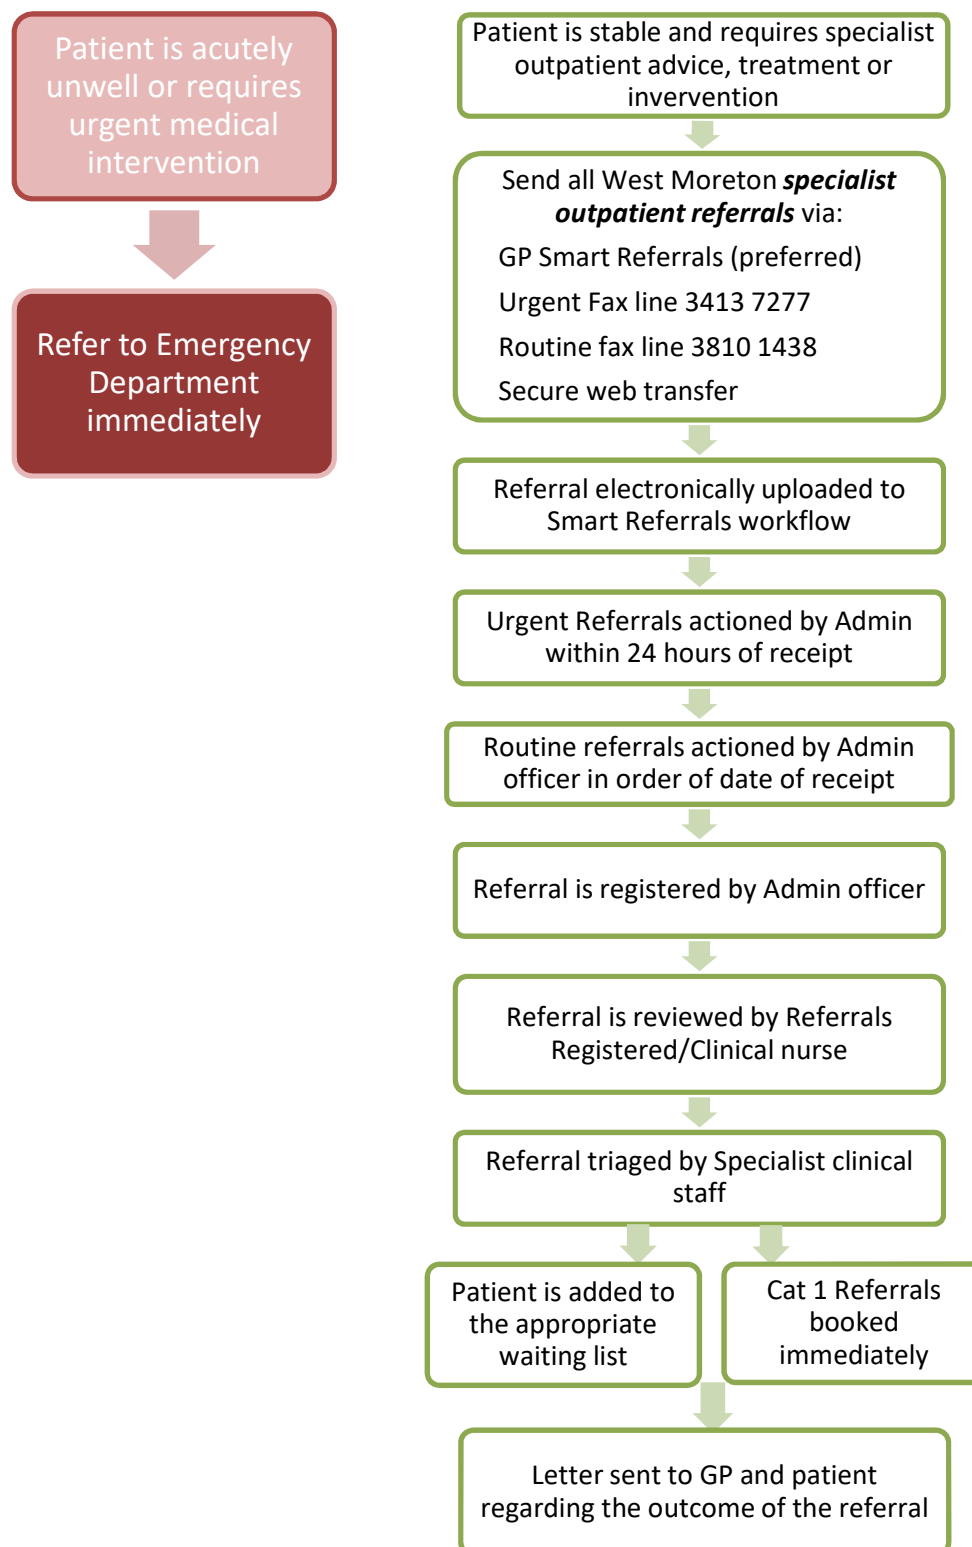 Patient is acutely
unwell or requires
urgent medical
intervention
Refer to Emergency
Department
immediately
Patient is stable and requires specialist
outpatient advice, treatment or
invervention
Send all West Moreton specialist
outpatient referrals via:
GP Smart Referrals (preferred)
Urgent Fax line 3413 7277
Routine fax line 3810 1438
Secure web transfer
Referral electronically uploaded to
Smart Referrals workflow
Urgent Referrals actioned by Admin
within 24 hours of receipt
Routine referrals actioned by Admin
officer in order of date of receipt
Referral is registered by Admin officer
Referral is reviewed by Referrals
Registered/Clinical nurse
Referral triaged by Specialist clinical
staff
Patient is added to
the appropriate
waiting list
Cat 1 Referrals
booked
immediately
Letter sent to GP and patient
regarding the outcome of the referral